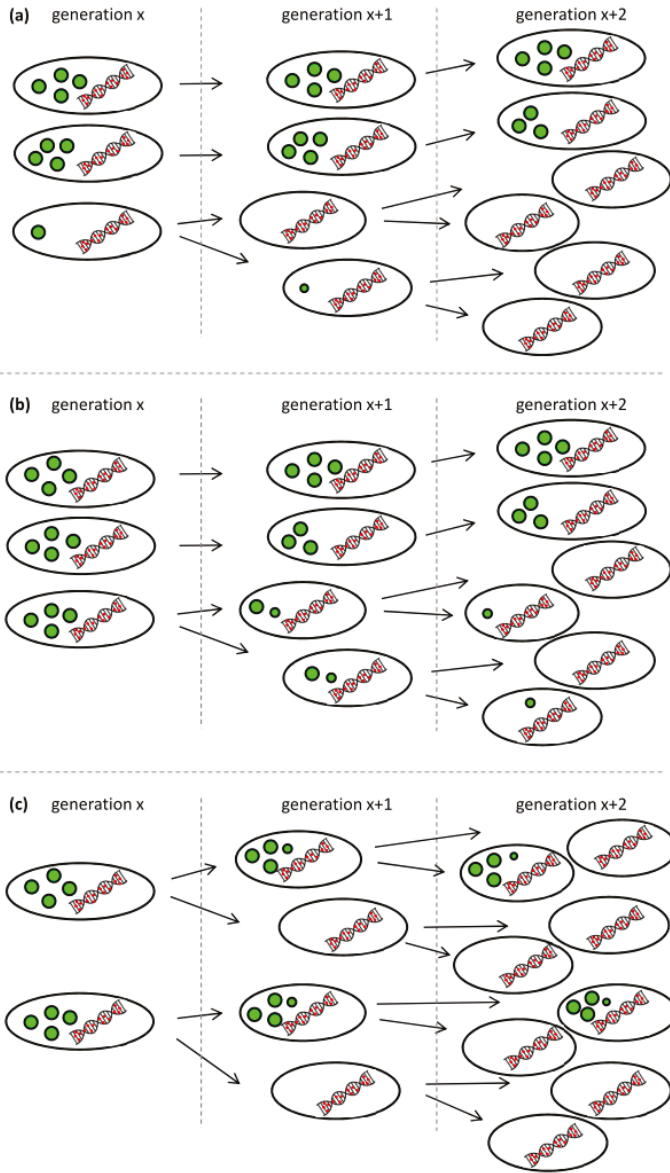 (a) generation x generation x+1 generation x+2
(b) generation x generation x+1 generation x+2
(c) generation x generation x+1 generation x+2